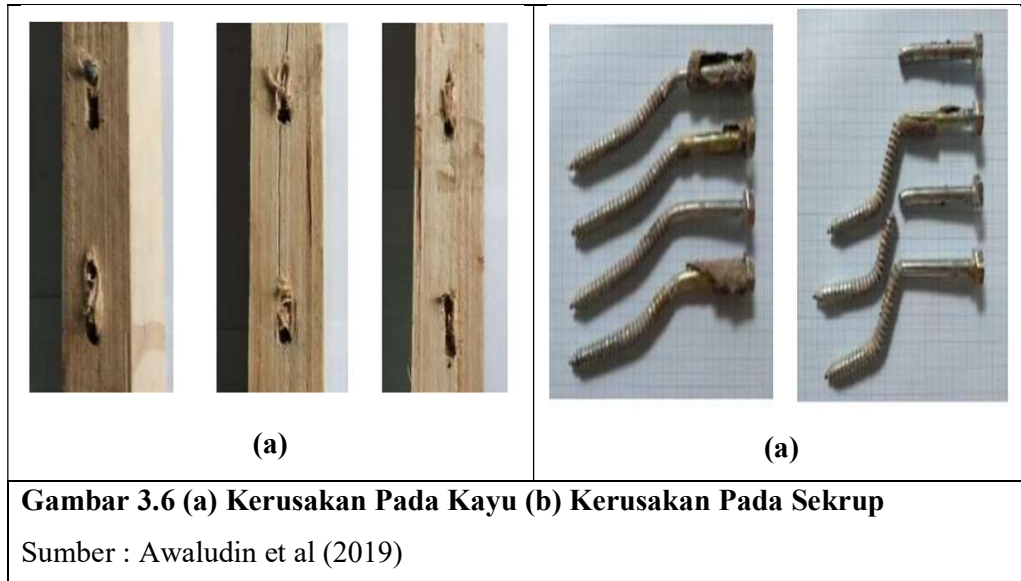 (a)
(a)
Gambar 3.6 (a) Kerusakan Pada Kayu (b) Kerusakan Pada Sekrup
Sumber : Awaludin et al (2019)